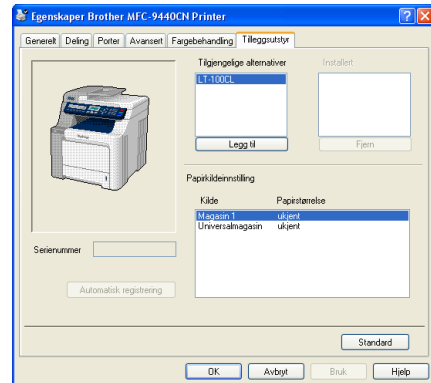 Egenskaper Brother MFC-9440CN Printer
Generelt Deling Porter Avansert Fargebehandling Tilleggsutstyr
Tilgjengelige alternativer Installert
LT-100CL
Legg til Fjern
Papirkildeinnstilling
Kilde Papirstørrelse
Magasin 1 ukjent
Universalmagasin ukjent
Serienummer
Automatisk registrering
Standard
OK Avbryt Bruk Hjelp